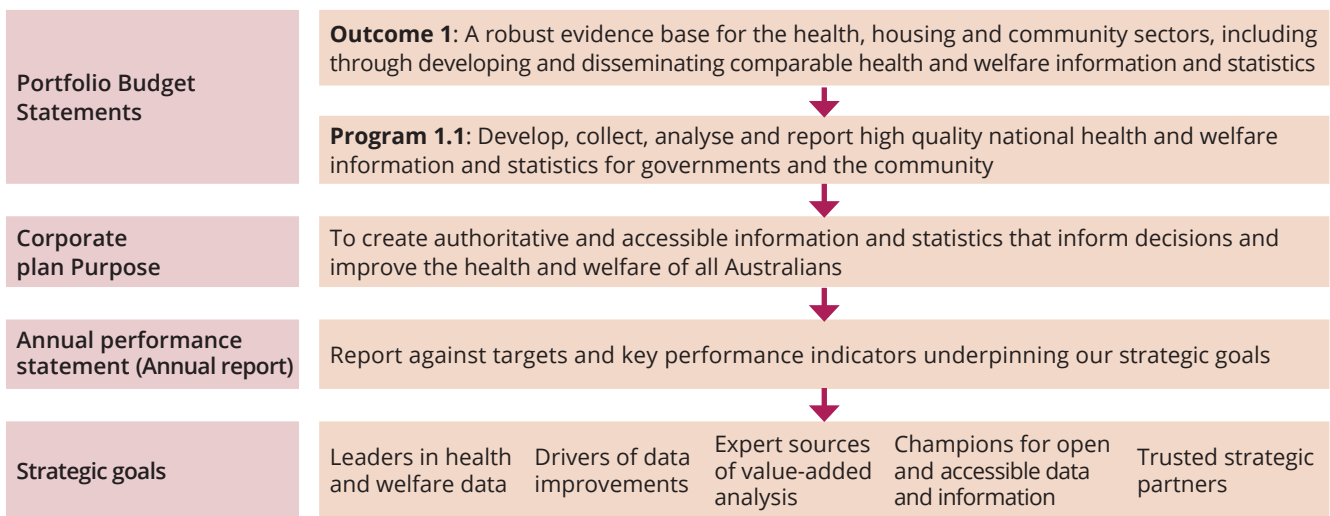 Portfolio Budget
Statements
Outcome 1: A robust evidence base for the health, housing and community sectors, including
through developing and disseminating comparable health and welfare information and statistics
Program 1.1: Develop, collect, analyse and report high quality national health and welfare
information and statistics for governments and the community
Corporate
plan Purpose
To create authoritative and accessible information and statistics that inform decisions and
improve the health and welfare of all Australians
Annual performance
statement (Annual report)
Report against targets and key performance indicators underpinning our strategic goals
Strategic goals
Leaders in health
and welfare data
Drivers of data
improvements
Expert sources
of value-added
analysis
Champions for open
and accessible data
and information
Trusted strategic
partners